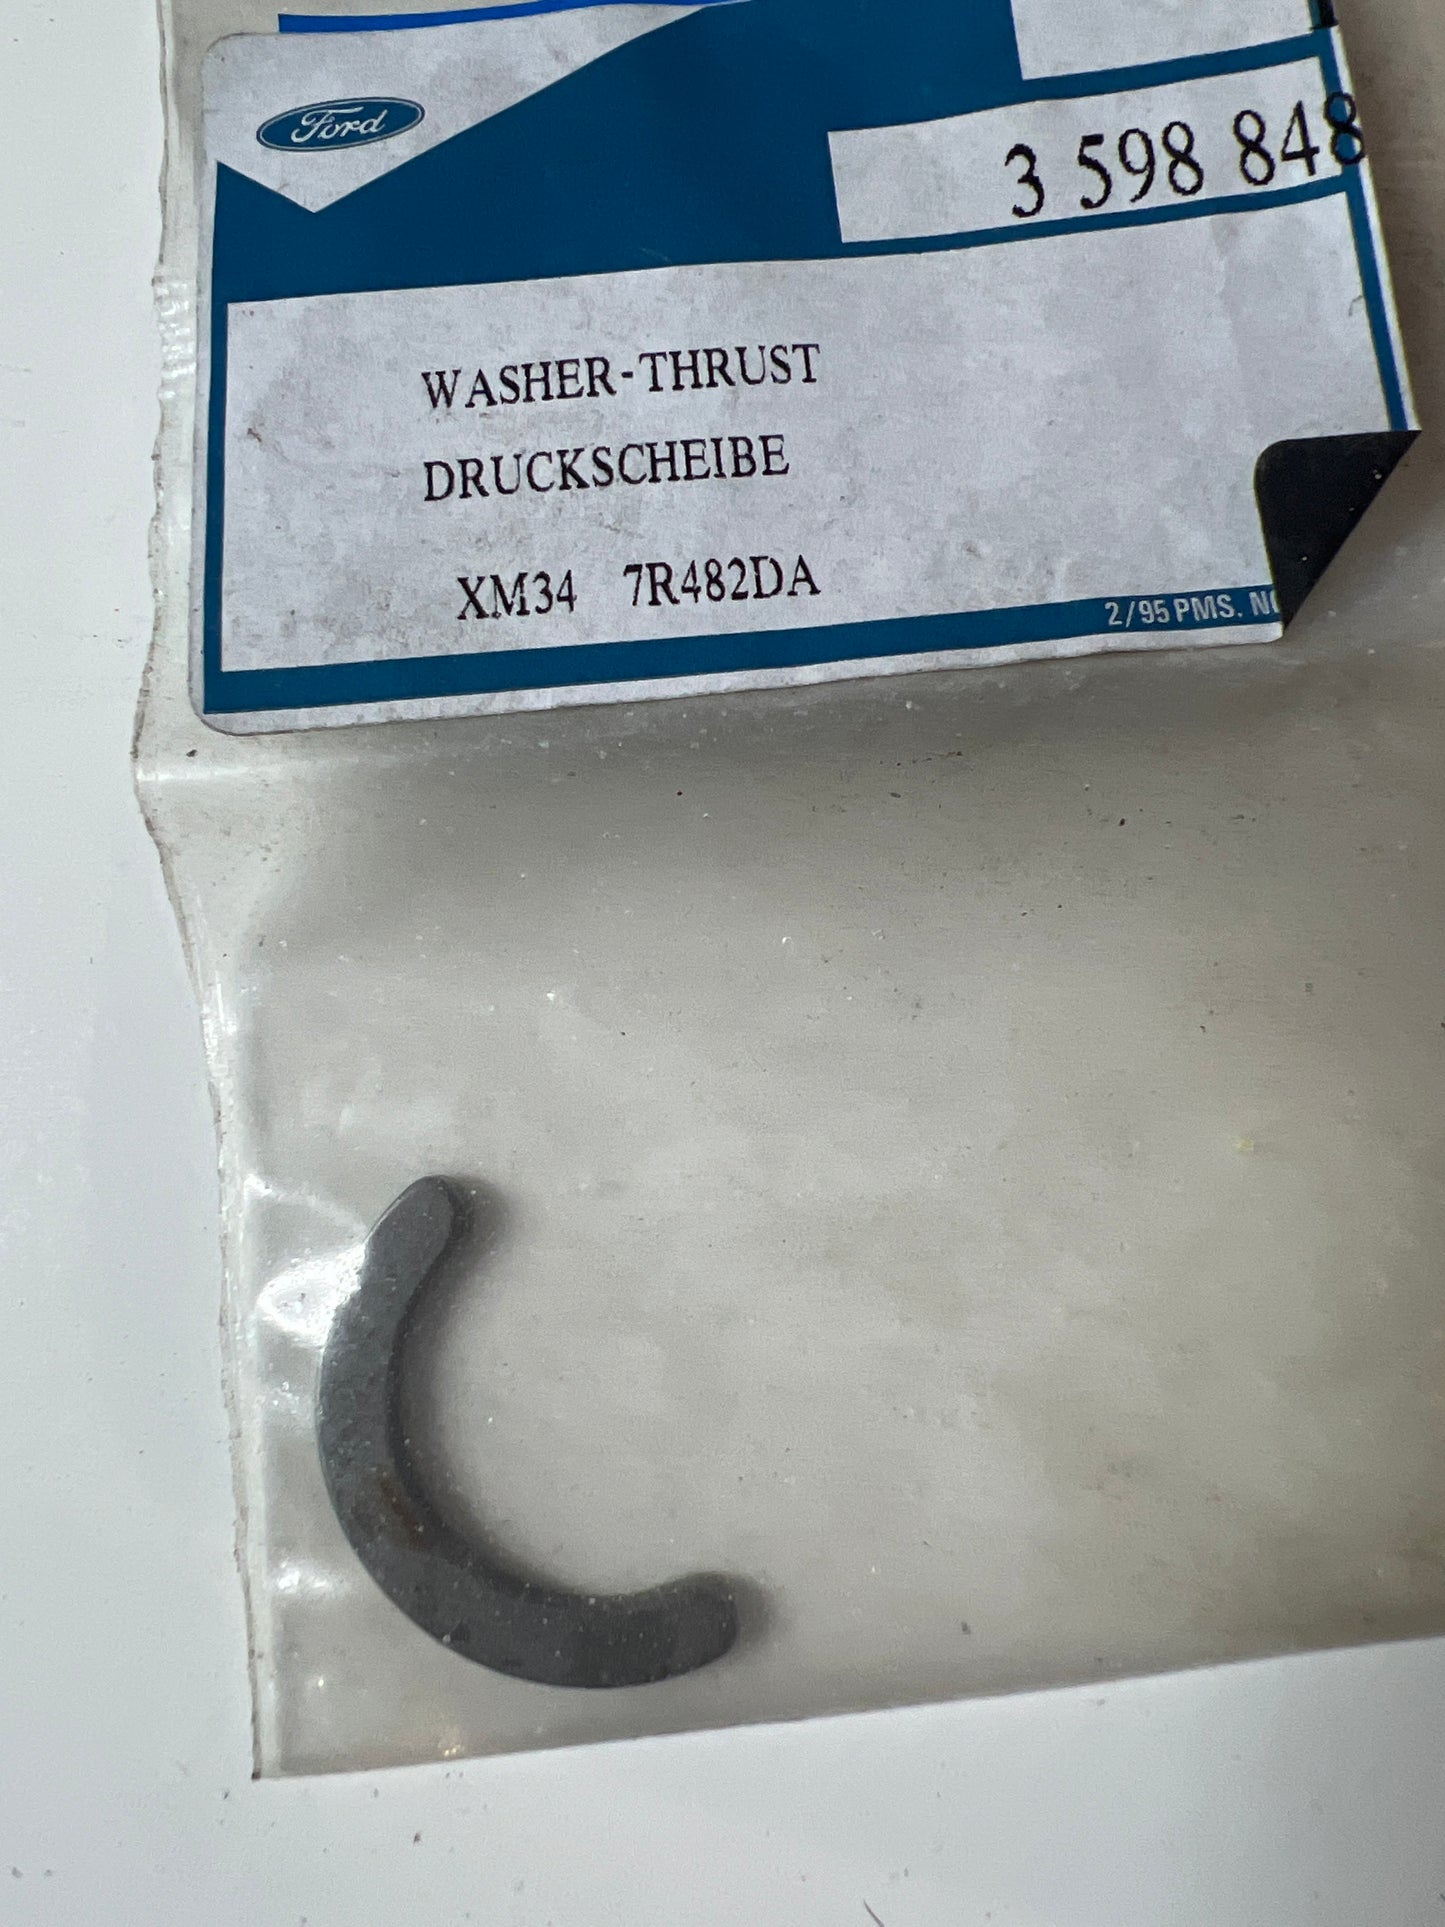 Ford
3 598 848
WASHER-THRUST
DRUCKSCHEIBE
XM34 7R482DA
2/95 PMS.